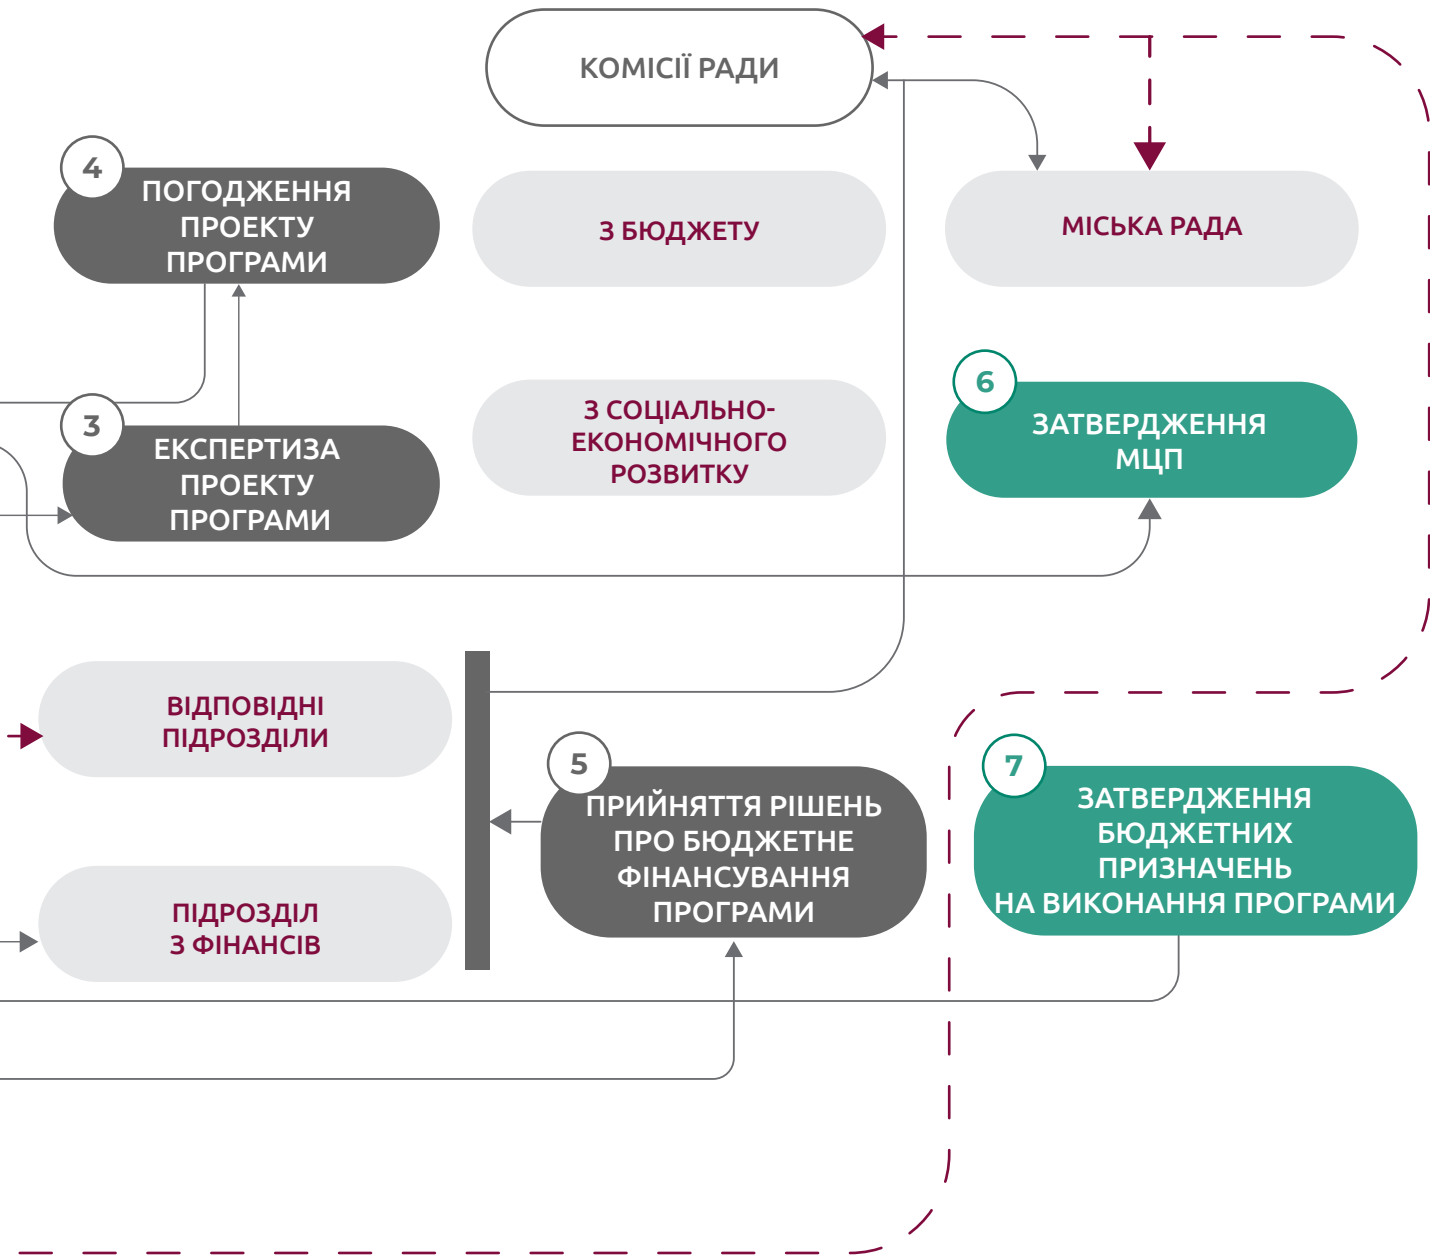 КОМІСІЇ РАДИ
4
ПОГОДЖЕННЯ
ПРОЕКТУ
ПРОГРАМИ
З БЮДЖЕТУ
МІСЬКА РАДА
3
ЕКСПЕРТИЗА
ПРОЕКТУ
ПРОГРАМИ
З СОЦІАЛЬНО-
ЕКОНОМІЧНОГО
РОЗВИТКУ
6
ЗАТВЕРДЖЕННЯ
МЦП
ВІДПОВІДНІ
ПІДРОЗДІЛИ
5
ПРИЙНЯТТЯ РІШЕНЬ
ПРО БЮДЖЕТНЕ
ФІНАНСУВАННЯ
ПРОГРАМИ
7
ЗАТВЕРДЖЕННЯ
БЮДЖЕТНИХ
ПРИЗНАЧЕНЬ
НА ВИКОНАННЯ ПРОГРАМИ
ПІДРОЗДІЛ
З ФІНАНСІВ